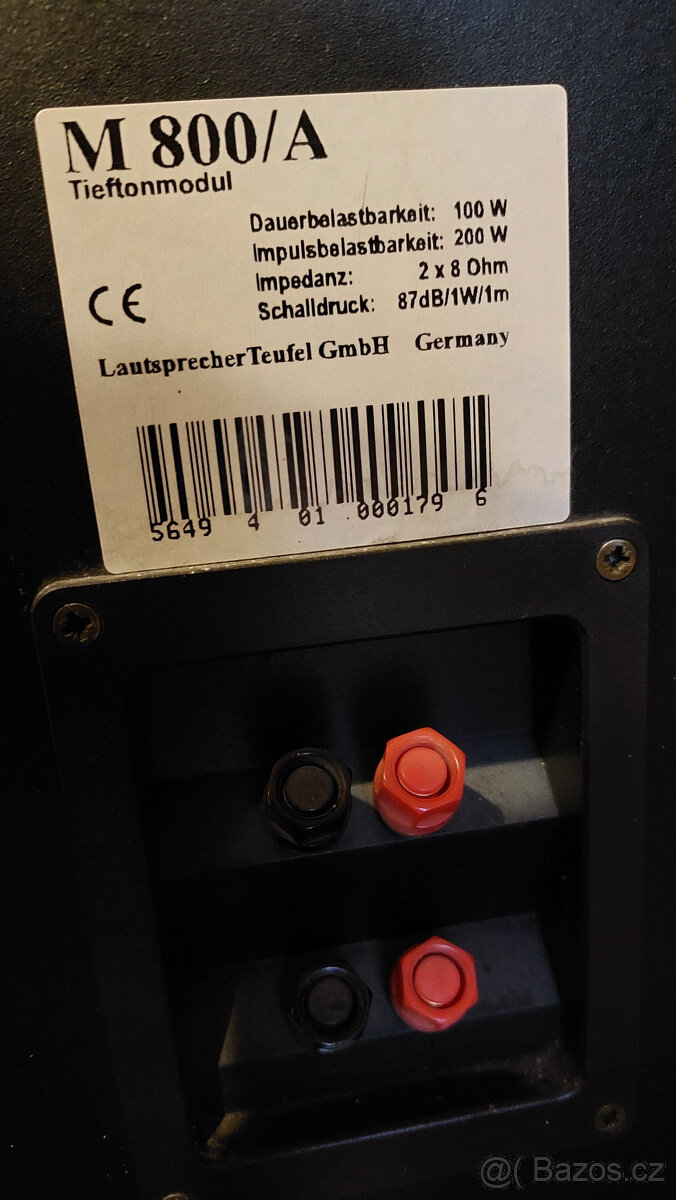 M 800/A
Tieftonmodul
Dauerbelastbarkeit: 100 W
Impulsbelastbarkeit: 200 W
Impedanz: 2 x 8 Ohm
Schalldruck: 87dB/1W/1m
CE
LautsprecherTeufel GmbH Germany
5649 4 01 000179 6
@( Bazos.cz